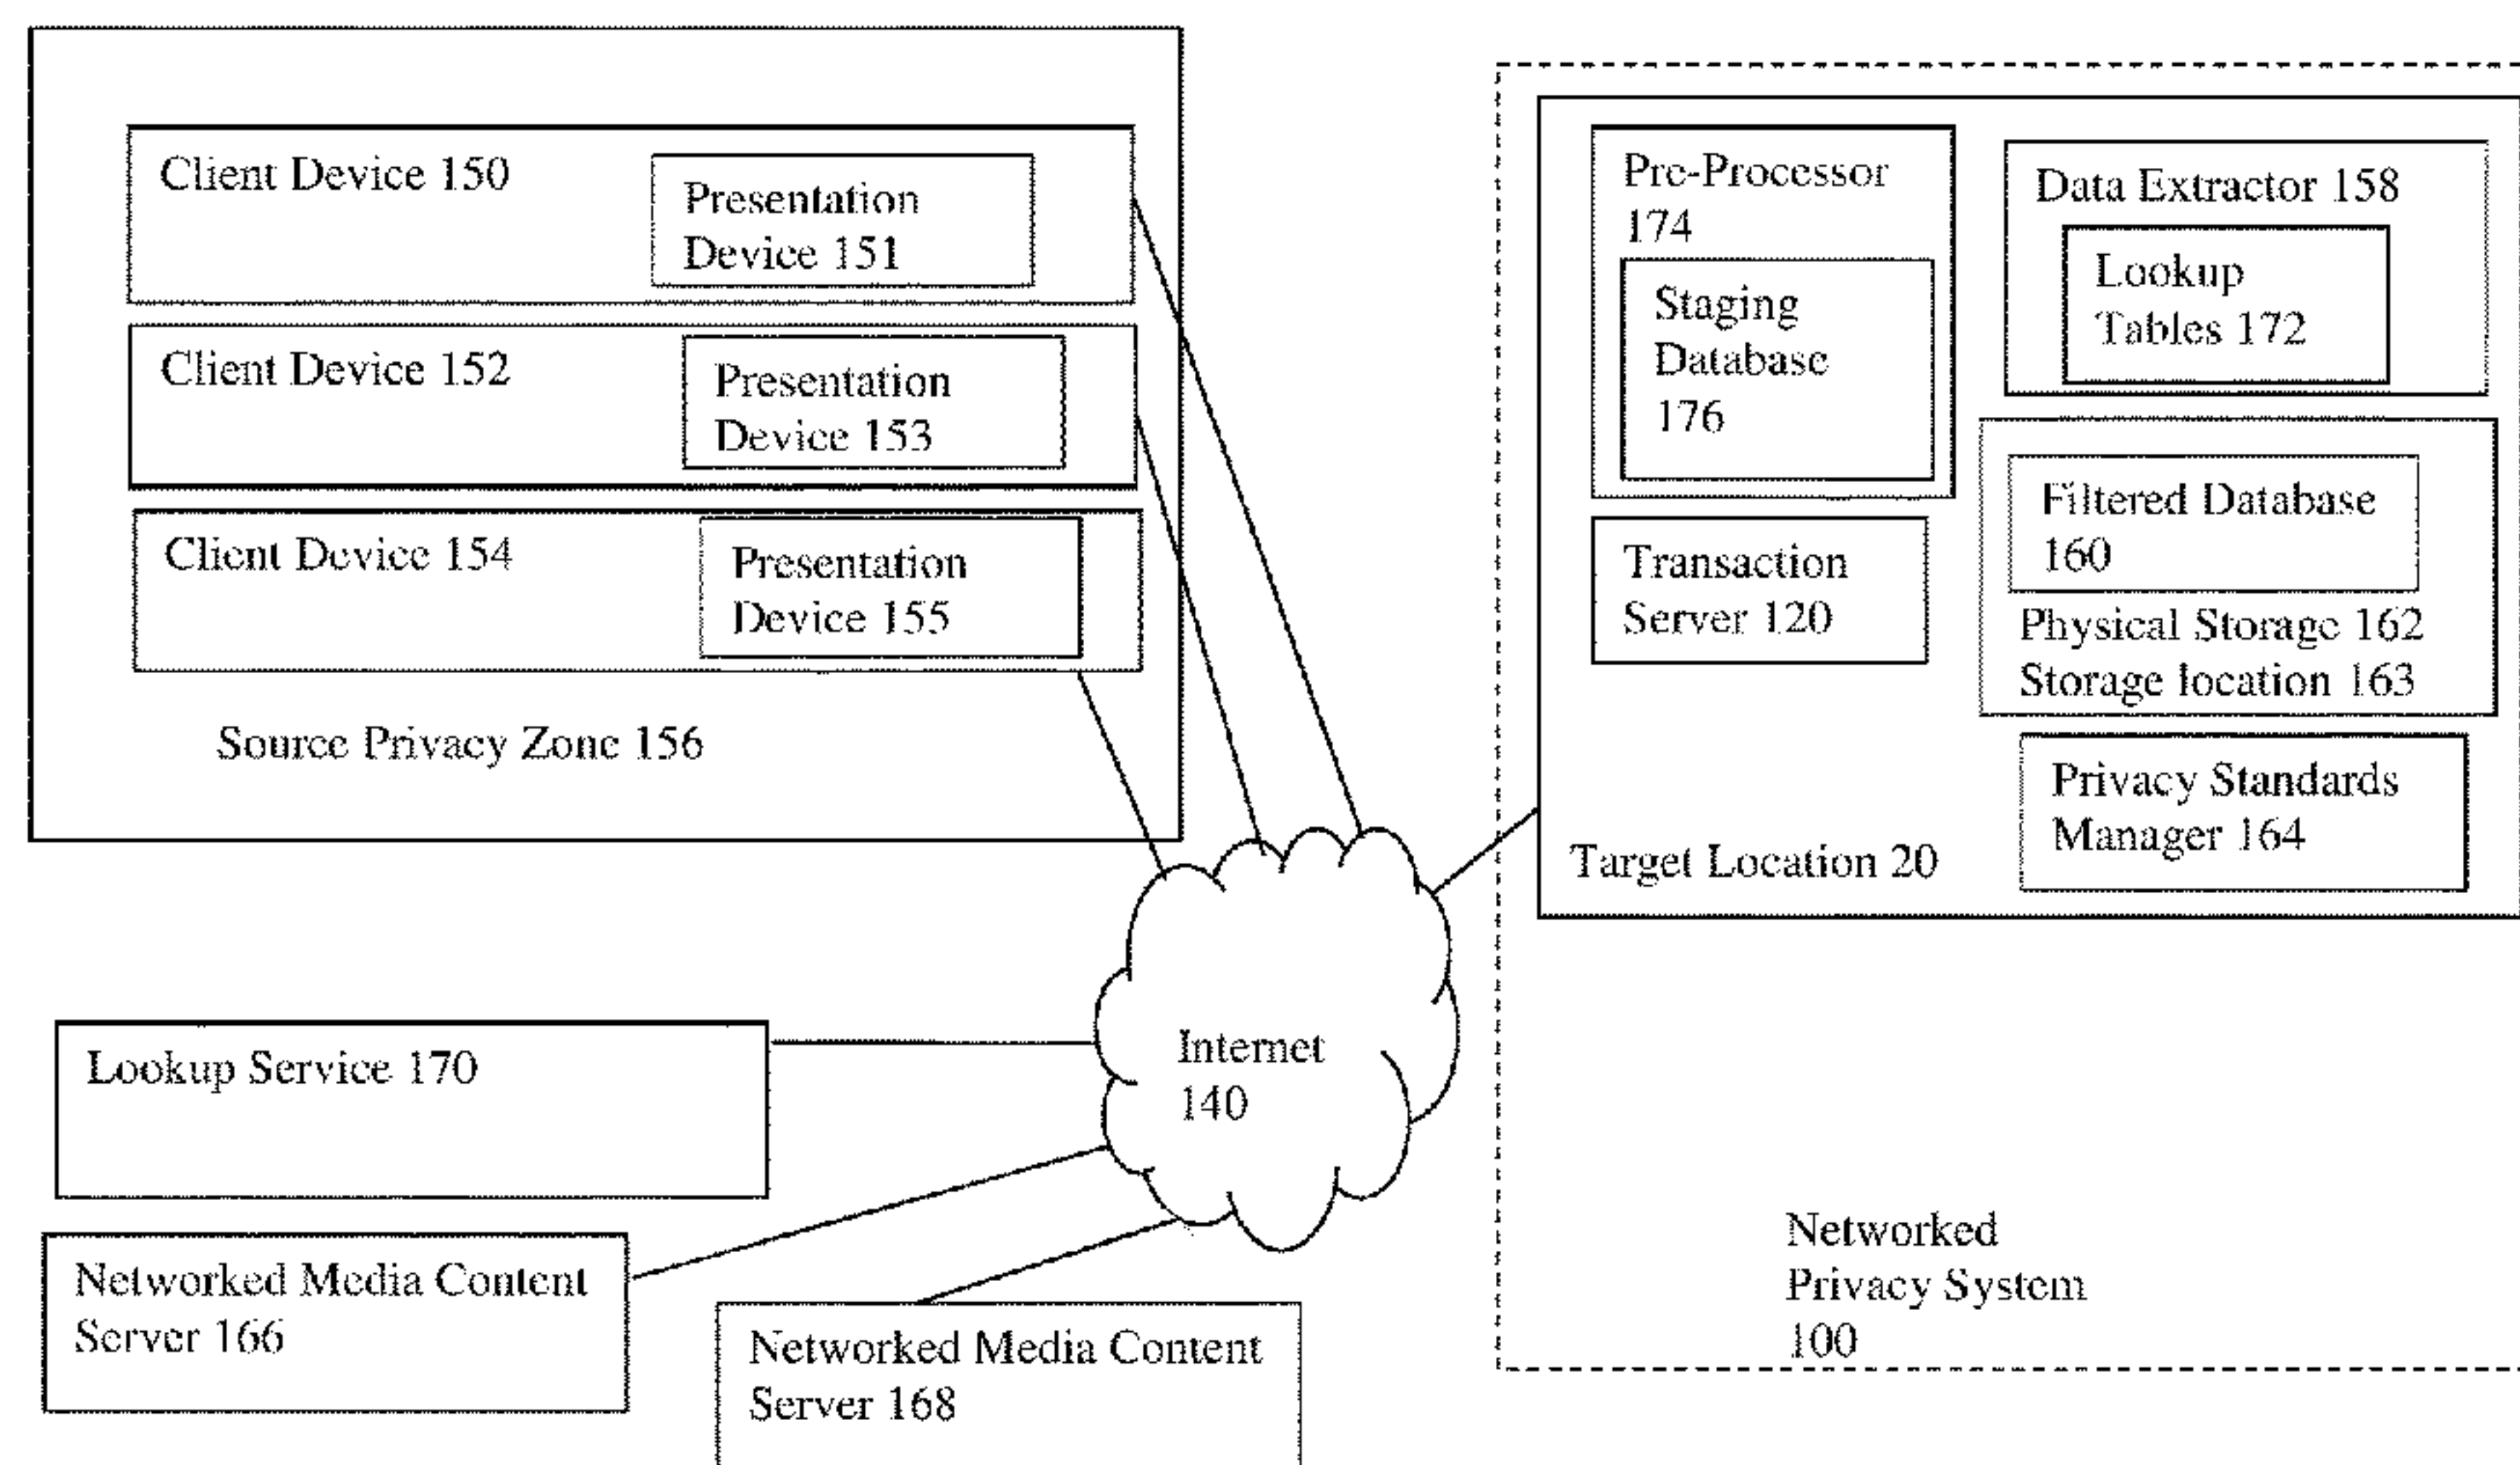 Client Device 150
Presentation
Device 151
Client Device 152
Presentation
Device 153
Client Device 154
Presentation
Device 155
Source Privacy Zone 156
Pre-Processor
174
Staging
Database
176
Data Extractor 158
Lookup
Tables 172
Filtered Database
160
Physical Storage 162
Storage location 163
Transaction
Server 120
Privacy Standards
Manager 164
Target Location 20
Internet
140
Lookup Service 170
Networked Media Content
Server 166
Networked Media Content
Server 168
Networked
Privacy System
100